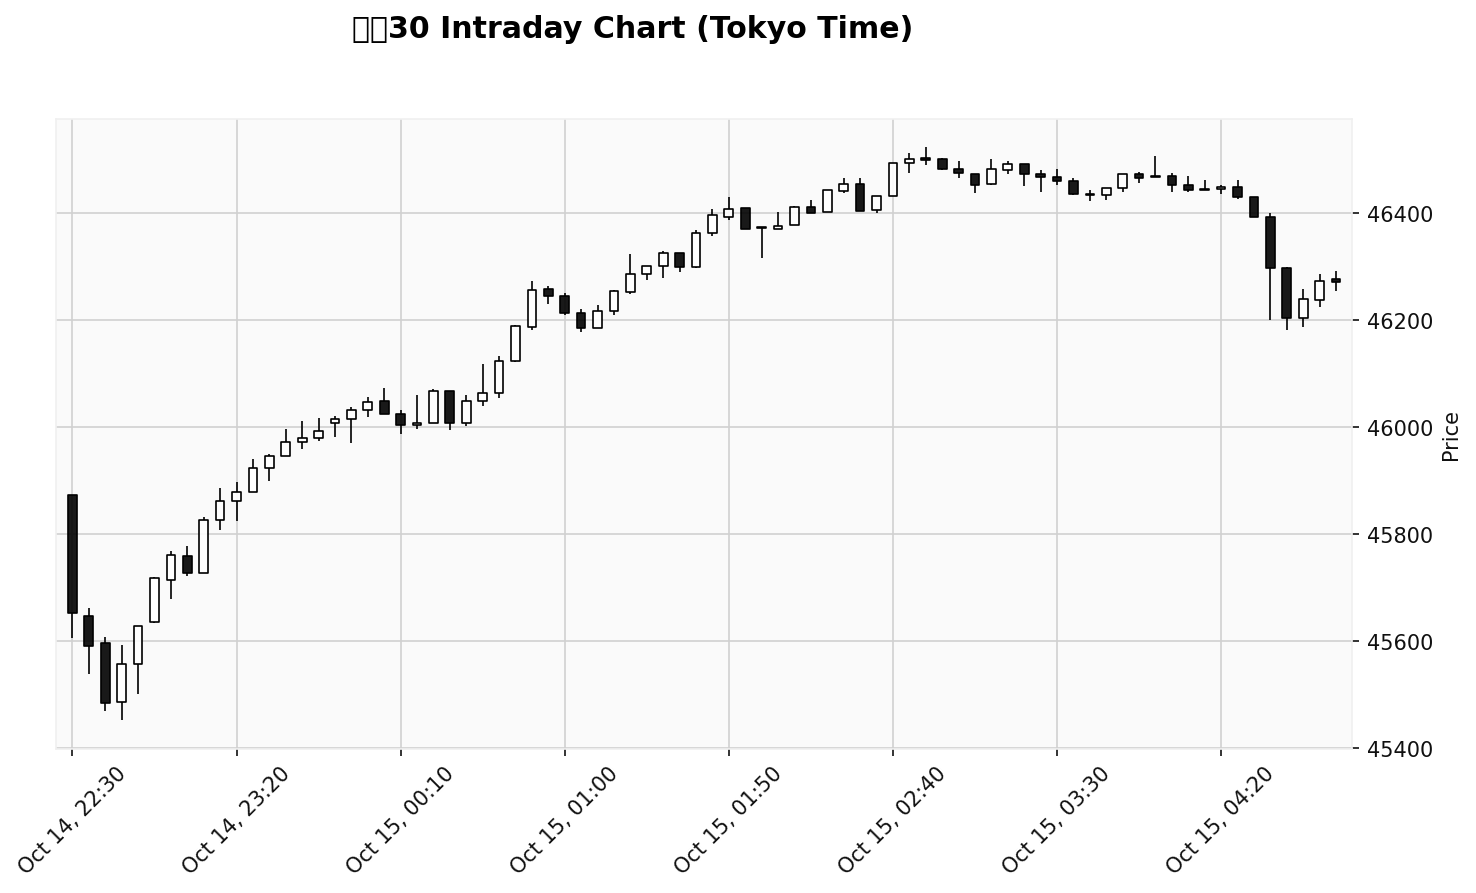 30 Intraday Chart (Tokyo Time)
46400
46200
46000
45800
45600
45400
Price
Oct 14, 22:30
Oct 14, 23:20
Oct 15, 00:10
Oct 15, 01:00
Oct 15, 01:50
Oct 15, 02:40
Oct 15, 03:30
Oct 15, 04:20